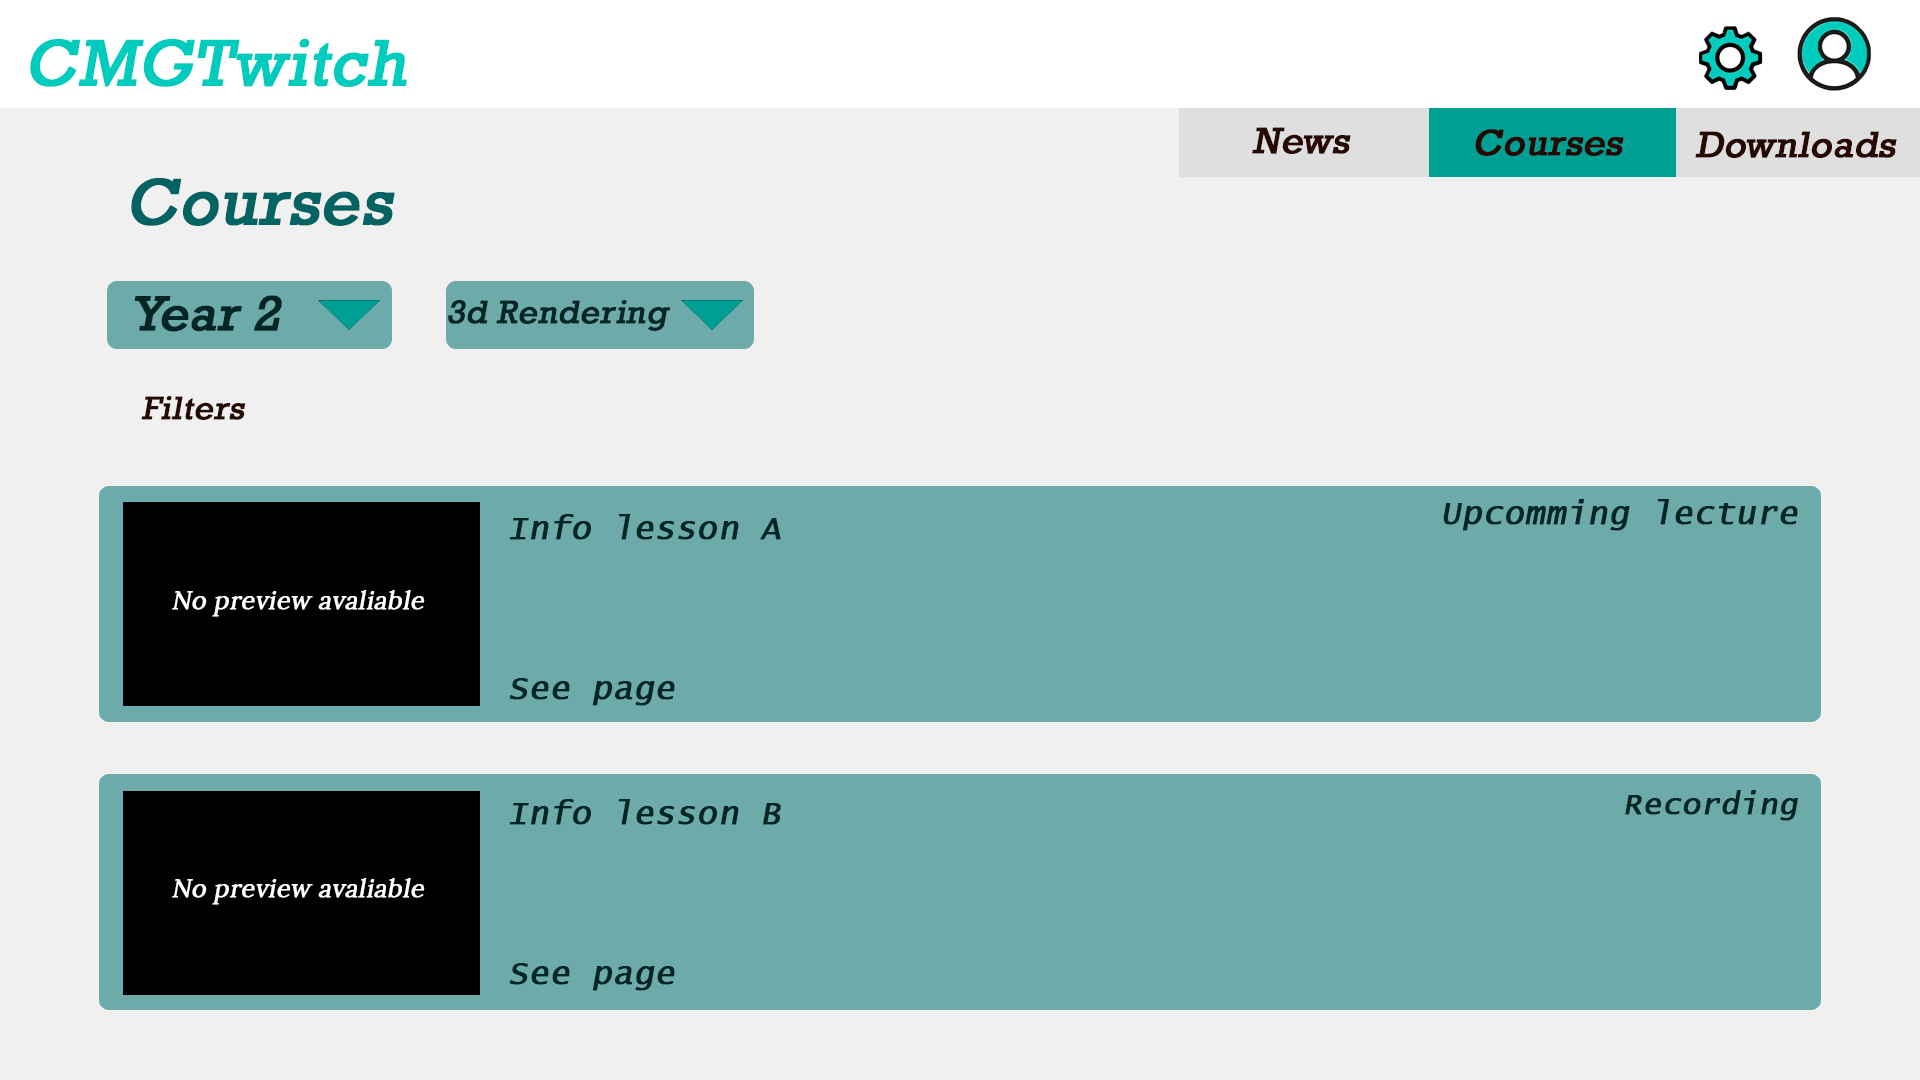 CMGTwitch
News
Courses
Downloads
Courses
Year 2
3d Rendering
Filters
No preview avaliable
Info lesson A
Upcomming lecture
See page
No preview avaliable
Info lesson B
Recording
See page